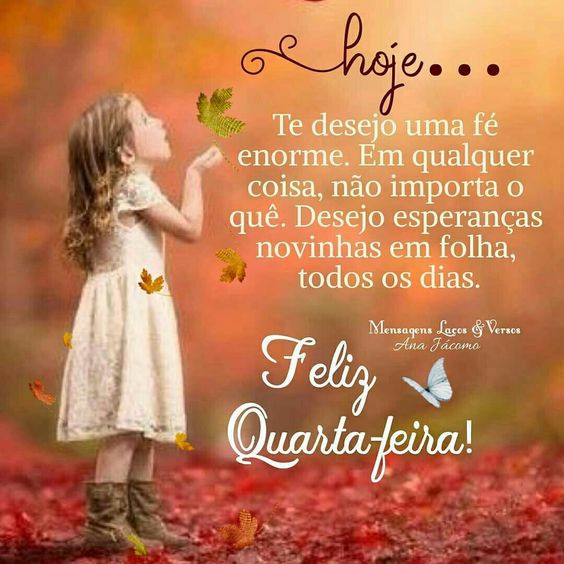 hoje...
Te desejo uma fé
enorme. Em qualquer
coisa, não importa o
quê. Desejo esperanças
novinhas em folha,
todos os dias.
Mensagens Laços & Versos
Ana Jácomo
Feliz
Quarta-feira!